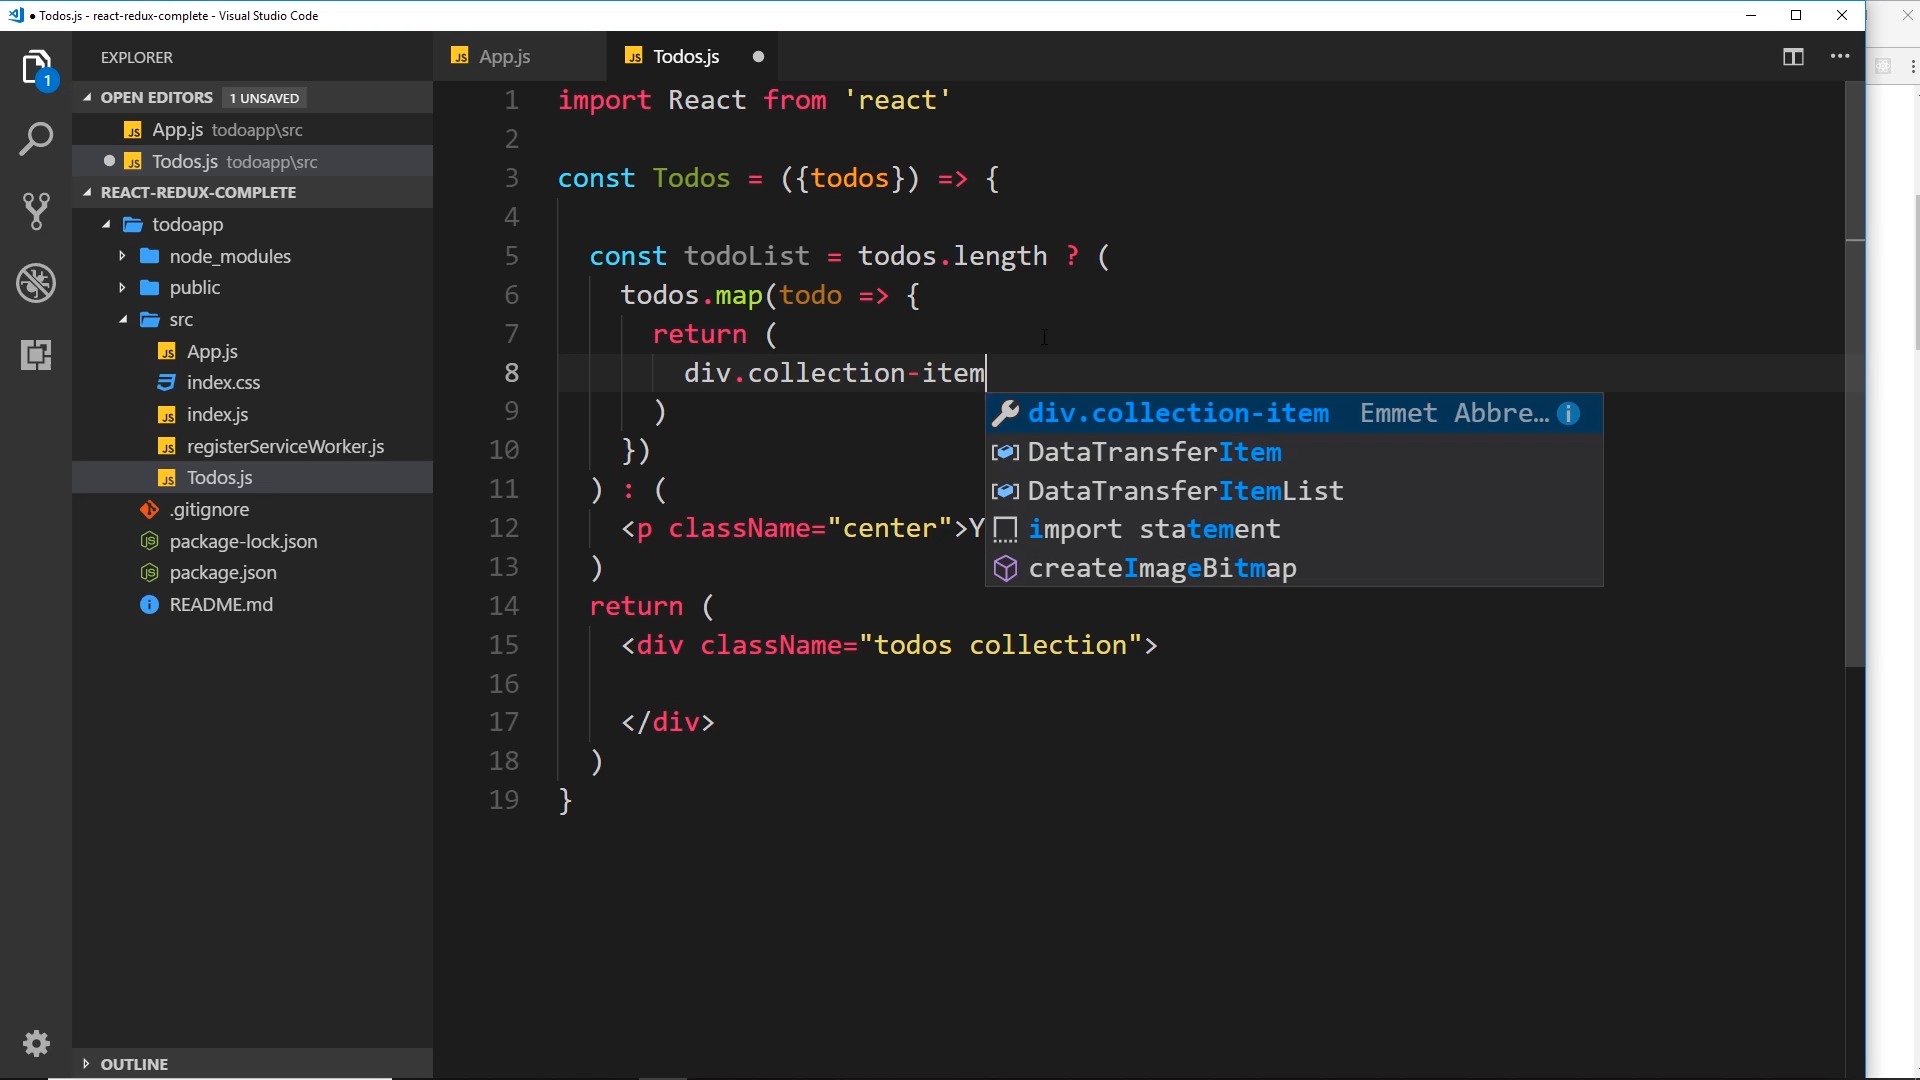 Todos.js - react-redux-complete - Visual Studio Code
EXPLORER
OPEN EDITORS 1 UNSAVED
App.js todoapp\src
Todos.js todoapp\src
REACT-REDUX-COMPLETE
todoapp
node_modules
public
src
App.js
index.css
index.js
registerServiceWorker.js
Todos.js
.gitignore
package-lock.json
package.json
README.md
OUTLINE
1
App.js
Todos.js
1 import React from 'react'
2
3 const Todos = ({todos}) => {
4
5 const todoList = todos.length ? (
6 todos.map(todo => {
7 return (
8 div.collection-item
9 )
10 })
11 ) : (
12 <p className="center">Y
13 )
14 return (
15 <div className="todos collection">
16
17 </div>
18 )
19 }
div.collection-item Emmet Abbre…
DataTransferItem
DataTransferItemList
import statement
createImageBitmap